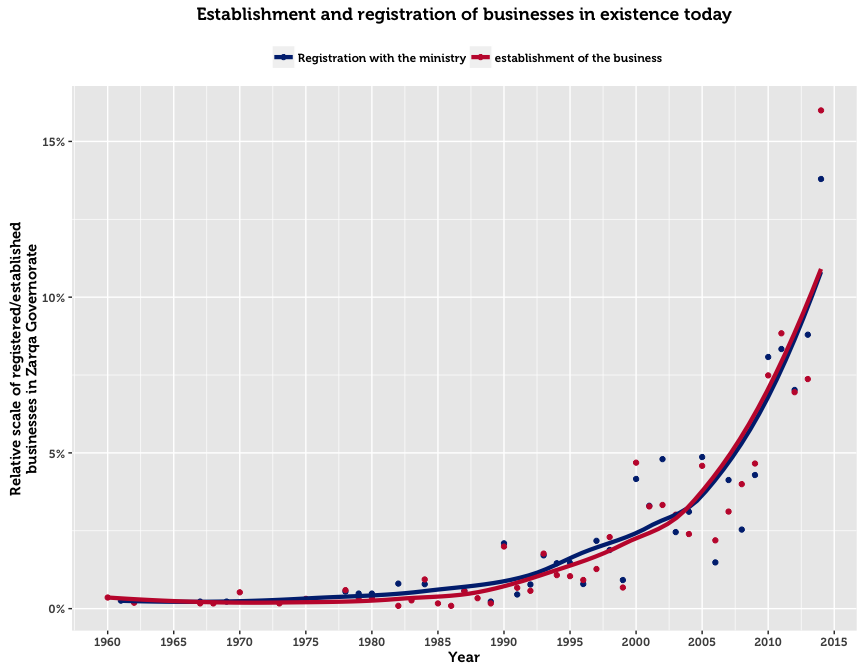 Establishment and registration of businesses in existence today
Registration with the ministry establishment of the business
Relative scale of registered/established
businesses in Zarqa Governorate
15%
10%
5%
0%
1960 1965 1970 1975 1980 1985 1990 1995 2000 2005 2010 2015
Year